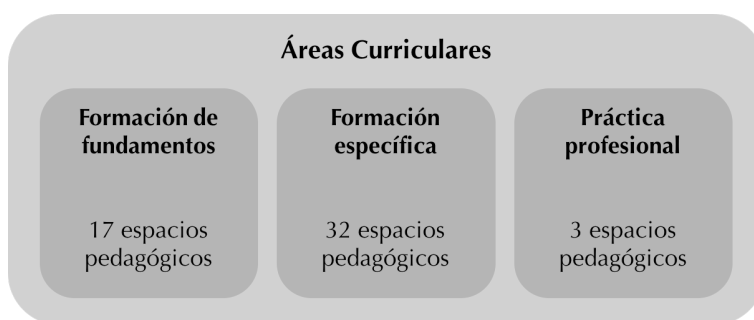 Áreas Curriculares
Formación de
fundamentos
17 espacios
pedagógicos
Formación
específica
32 espacios
pedagógicos
Práctica
profesional
3 espacios
pedagógicos